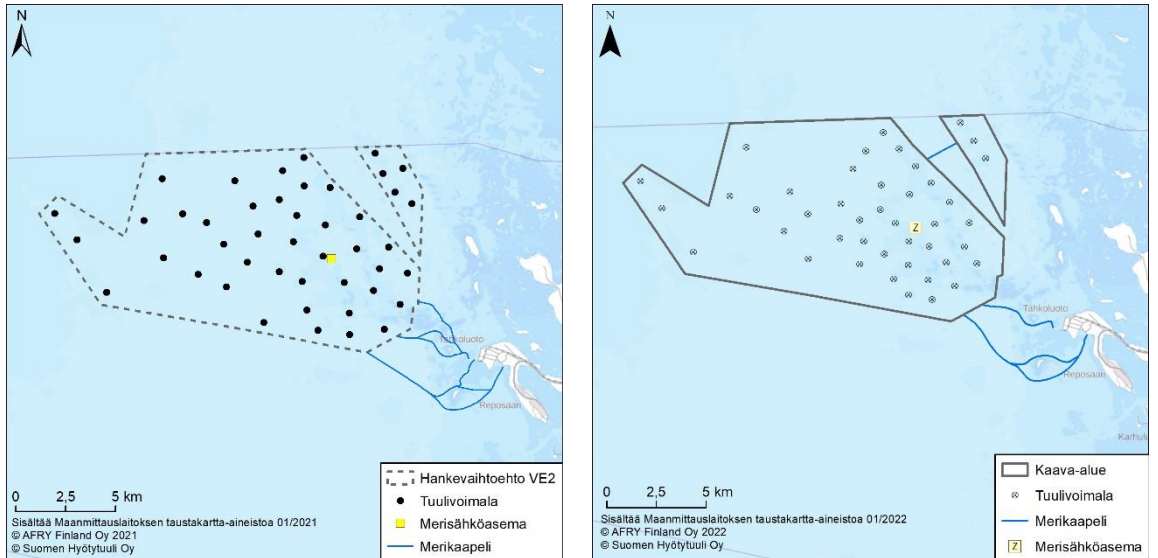 N
Tahkoluoto
Reposaari
Hankevaihtoehto VE2
Tuulivoimala
Merisähköasema
Merikaapeli
0 2,5 5 km
Sisältää Maanmittauslaitoksen taustakartta-aineistoa 01/2021
© AFRY Finland Oy 2021
© Suomen Hyötytuuli Oy
N
Z
Tahkoluoto
Reposaari
Karhulu
Kaava-alue
Tuulivoimala
Merikaapeli
Z Merisähköasema
0 2,5 5 km
Sisältää Maanmittauslaitoksen taustakartta-aineistoa 01/2022
© AFRY Finland Oy 2022
© Suomen Hyötytuuli Oy